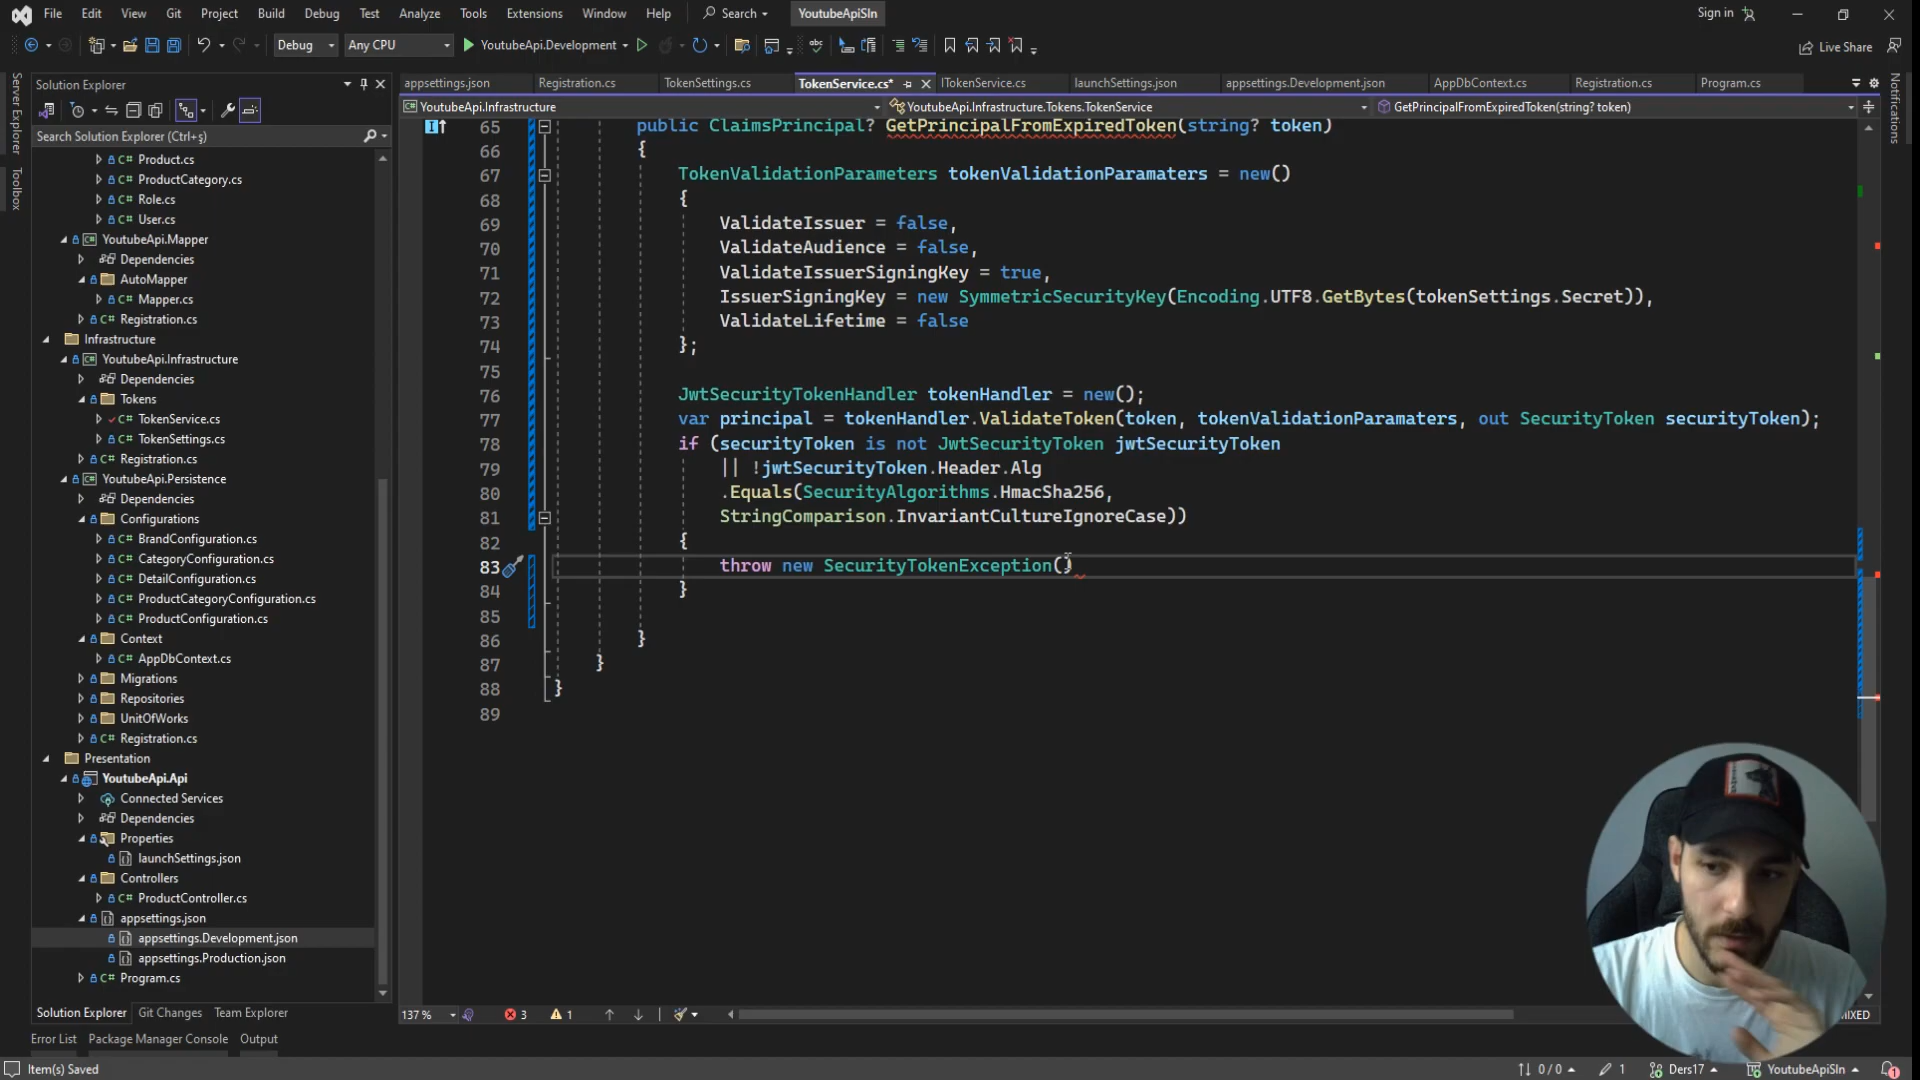 File Edit View Git Project Build Debug Test Analyze Tools Extensions Window Help Search YoutubeApiSln Sign in
Debug Any CPU YoutubeApi.Development Live Share
Server Explorer
Toolbox
Notifications
Solution Explorer
Search Solution Explorer (Ctrl+ş)
Product.cs
ProductCategory.cs
Role.cs
User.cs
YoutubeApi.Mapper
Dependencies
AutoMapper
Mapper.cs
Registration.cs
Infrastructure
YoutubeApi.Infrastructure
Dependencies
Tokens
TokenService.cs
TokenSettings.cs
Registration.cs
YoutubeApi.Persistence
Dependencies
Configurations
BrandConfiguration.cs
CategoryConfiguration.cs
DetailConfiguration.cs
ProductCategoryConfiguration.cs
ProductConfiguration.cs
Context
AppDbContext.cs
Migrations
Repositories
UnitOfWorks
Registration.cs
Presentation
YoutubeApi.Api
Connected Services
Dependencies
Properties
launchSettings.json
Controllers
ProductController.cs
appsettings.json
appsettings.Development.json
appsettings.Production.json
Program.cs
Solution Explorer Git Changes Team Explorer
appsettings.json Registration.cs TokenSettings.cs TokenService.cs* ITokenService.cs launchSettings.json appsettings.Development.json AppDbContext.cs Registration.cs Program.cs
YoutubeApi.Infrastructure YoutubeApi.Infrastructure.Tokens.TokenService GetPrincipalFromExpiredToken(string? token)
65 public ClaimsPrincipal? GetPrincipalFromExpiredToken(string? token)
66 {
67 TokenValidationParameters tokenValidationParamaters = new()
68 {
69 ValidateIssuer = false,
70 ValidateAudience = false,
71 ValidateIssuerSigningKey = true,
72 IssuerSigningKey = new SymmetricSecurityKey(Encoding.UTF8.GetBytes(tokenSettings.Secret)),
73 ValidateLifetime = false
74 };
75
76 JwtSecurityTokenHandler tokenHandler = new();
77 var principal = tokenHandler.ValidateToken(token, tokenValidationParamaters, out SecurityToken securityToken);
78 if (securityToken is not JwtSecurityToken jwtSecurityToken
79 || !jwtSecurityToken.Header.Alg
80 .Equals(SecurityAlgorithms.HmacSha256,
81 StringComparison.InvariantCultureIgnoreCase))
82 {
83 throw new SecurityTokenException()
84 }
85
86 }
87 }
88 }
89
137 % 3 1 MIXED
Error List Package Manager Console Output
Item(s) Saved 0 / 0 1 Ders17 YoutubeApiSln 1